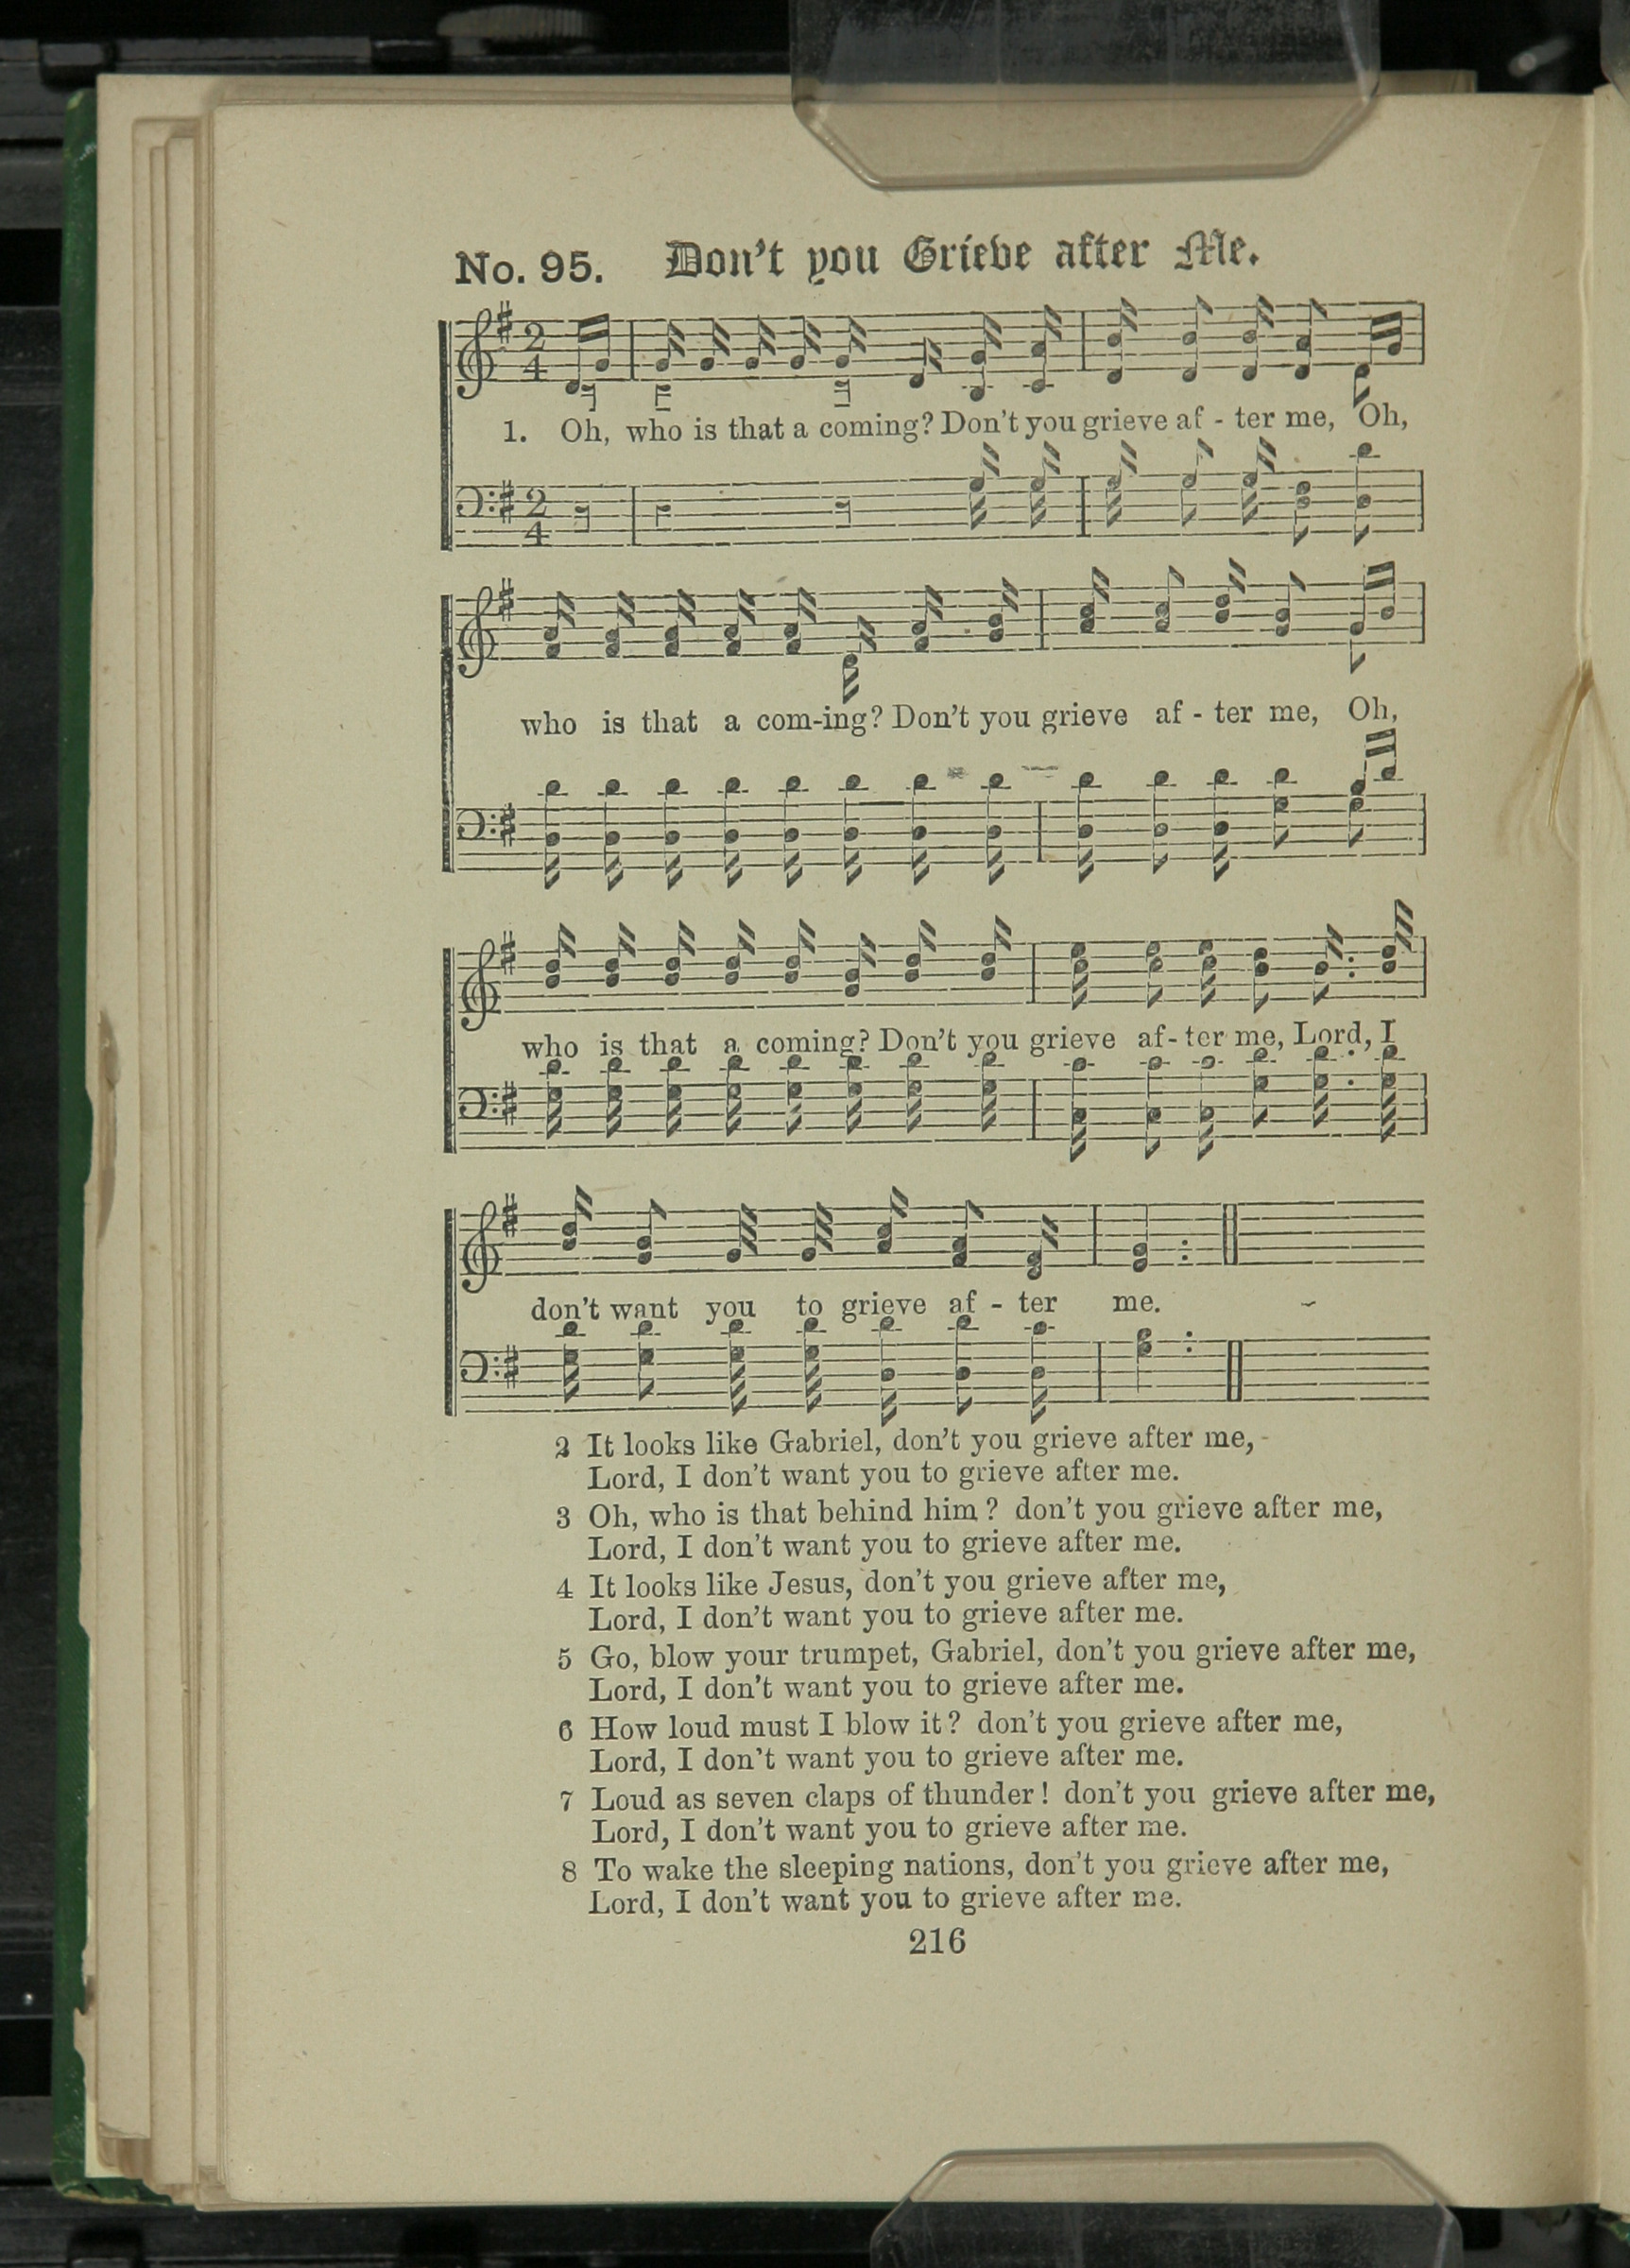 No. 95. Don't you Grieve after Me.
2
4
1. Oh, who is that a coming? Don't you grieve af - ter me, Oh,
2
4
who is that a com-ing? Don't you grieve af - ter me, Oh,
who is that a coming? Don't you grieve af- ter me, Lord, I
don't want you to grieve af - ter me.
2 It looks like Gabriel, don't you grieve after me,
Lord, I don't want you to grieve after me.
3 Oh, who is that behind him? don't you grieve after me,
Lord, I don't want you to grieve after me.
4 It looks like Jesus, don't you grieve after me,
Lord, I don't want you to grieve after me.
5 Go, blow your trumpet, Gabriel, don't you grieve after me,
Lord, I don't want you to grieve after me.
6 How loud must I blow it? don't you grieve after me,
Lord, I don't want you to grieve after me.
7 Loud as seven claps of thunder! don't you grieve after me,
Lord, I don't want you to grieve after me.
8 To wake the sleeping nations, don't you grieve after me,
Lord, I don't want you to grieve after me.
216